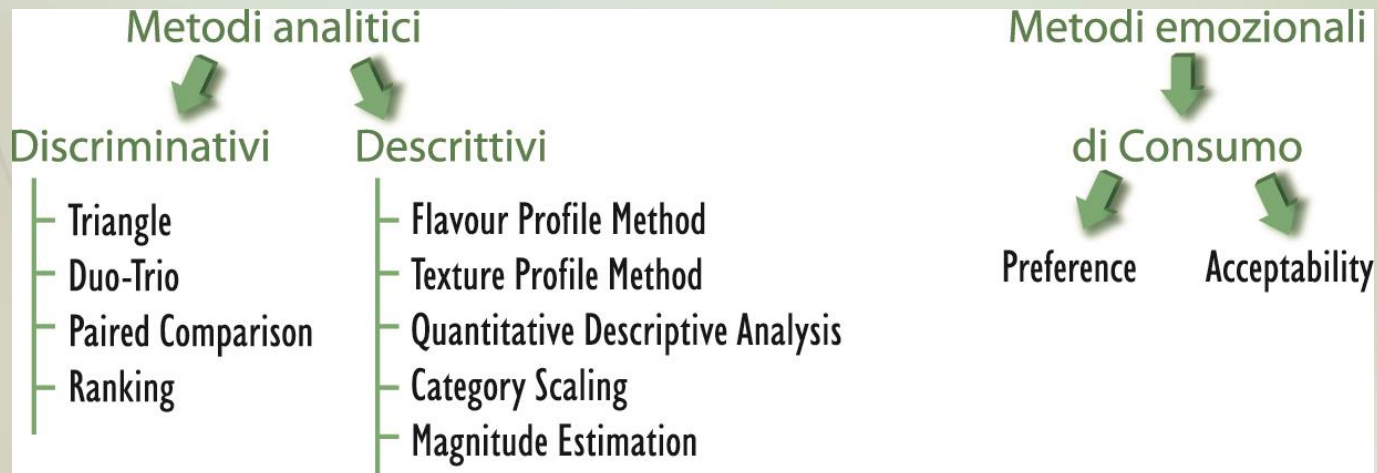 Metodi analitici
Discriminativi
Triangle
Duo-Trio
Paired Comparison
Ranking
Descrittivi
Flavour Profile Method
Texture Profile Method
Quantitative Descriptive Analysis
Category Scaling
Magnitude Estimation
Metodi emozionali
di Consumo
Preference
Acceptability